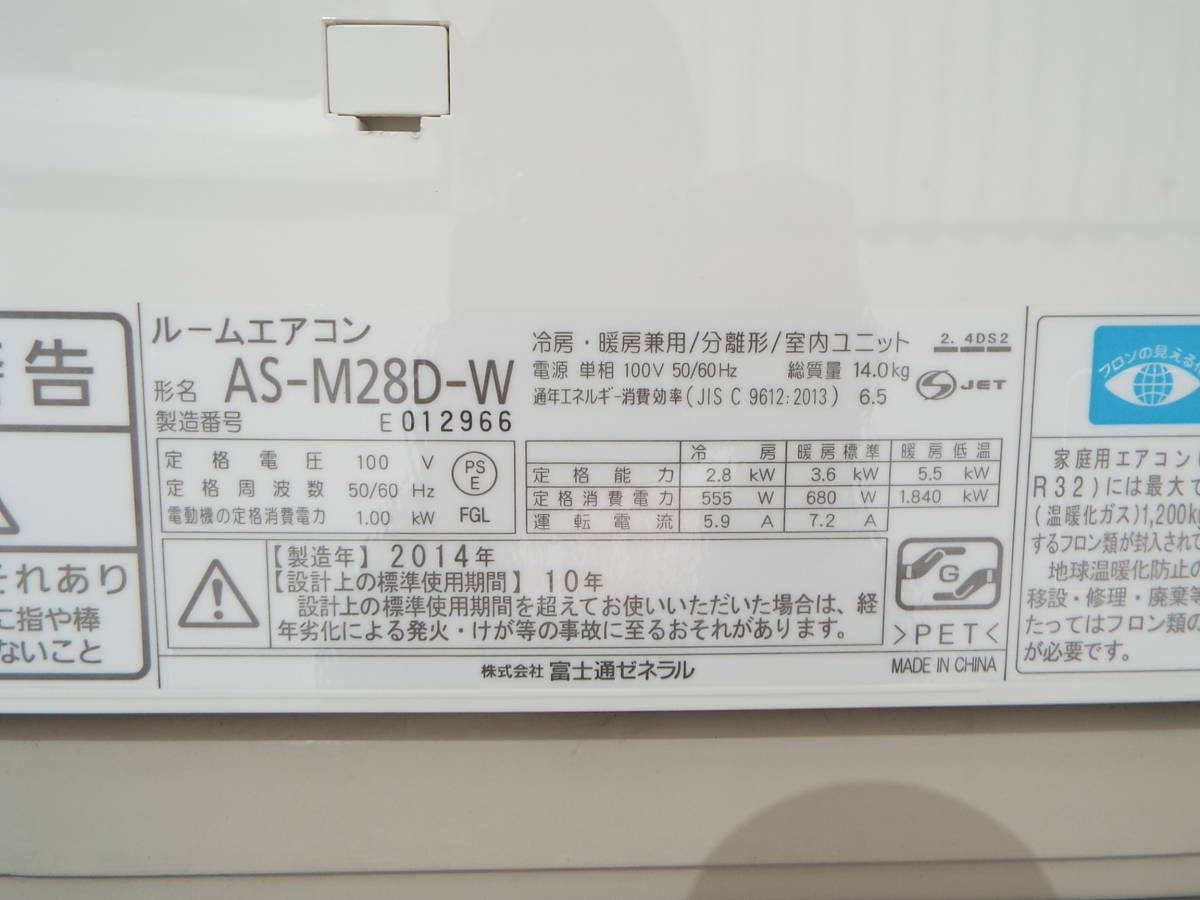 告
それあり
に指や棒
ないこと
ルームエアコン
形名 AS-M28D-W
製造番号 E 012966
冷房・暖房兼用/分離形/室内ユニット 2.4DS2
電源 単相 100V 50/60Hz 総質量 14.0kg
通年エネルギー消費効率(JIS C 9612:2013) 6.5
JET
定格電圧 100 V
定格周波数 50/60 Hz
電動機の定格消費電力 1.00 kW
PS
E
FGL
冷房 暖房標準 暖房低温
定格能力 2.8 kW 3.6 kW 5.5 kW
定格消費電力 555 W 680 W 1.840 kW
運転電流 5.9 A 7.2 A
【製造年】2014年
【設計上の標準使用期間】10年
設計上の標準使用期間を超えてお使いいただいた場合は、経
年劣化による発火・けが等の事故に至るおそれがあります。
G
>PET<
株式会社 富士通ゼネラル
MADE IN CHINA
フロンの見える化
家庭用エアコン
R32)には最大で
(温暖化ガス)1,200kg
するフロン類が封入されて
地球温暖化防止の
移設・修理・廃棄等
たってはフロン類の
が必要です。